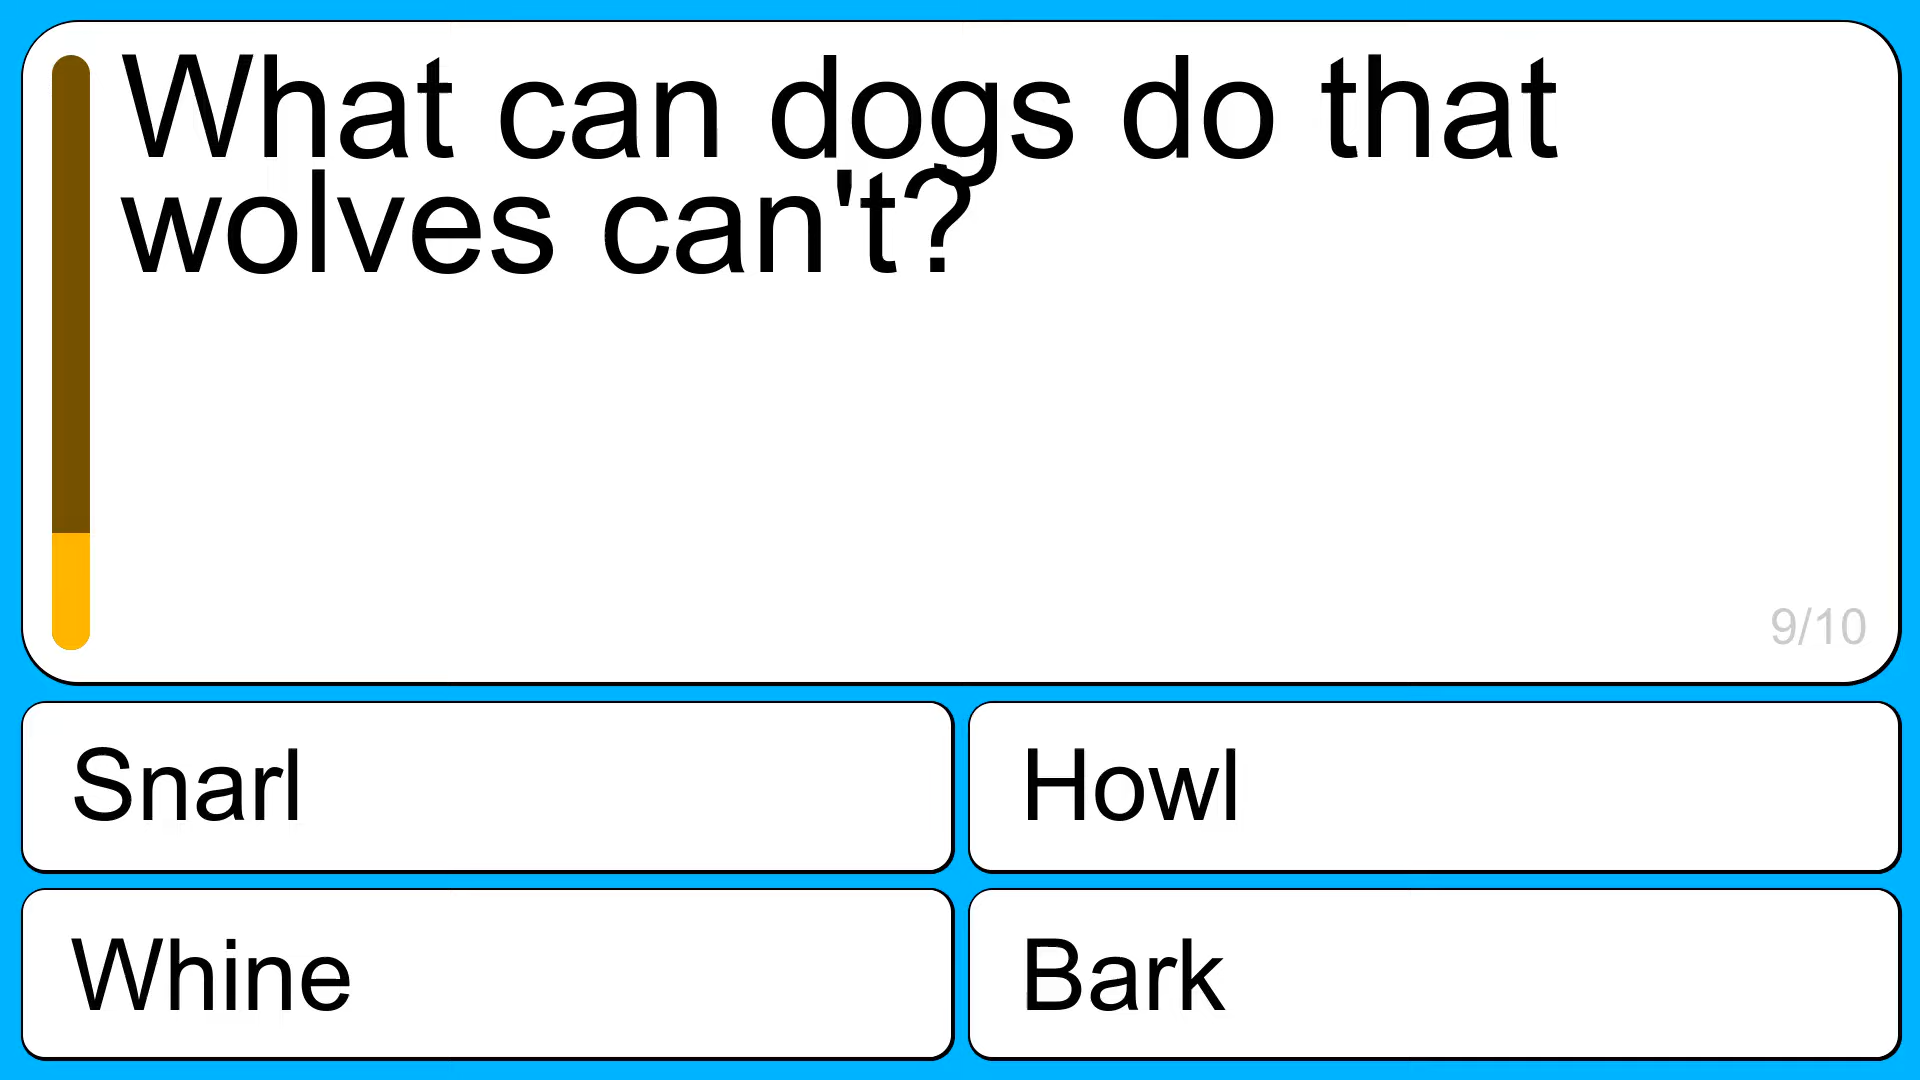 What can dogs do that
wolves can't?
9/10
Snarl
Howl
Whine
Bark